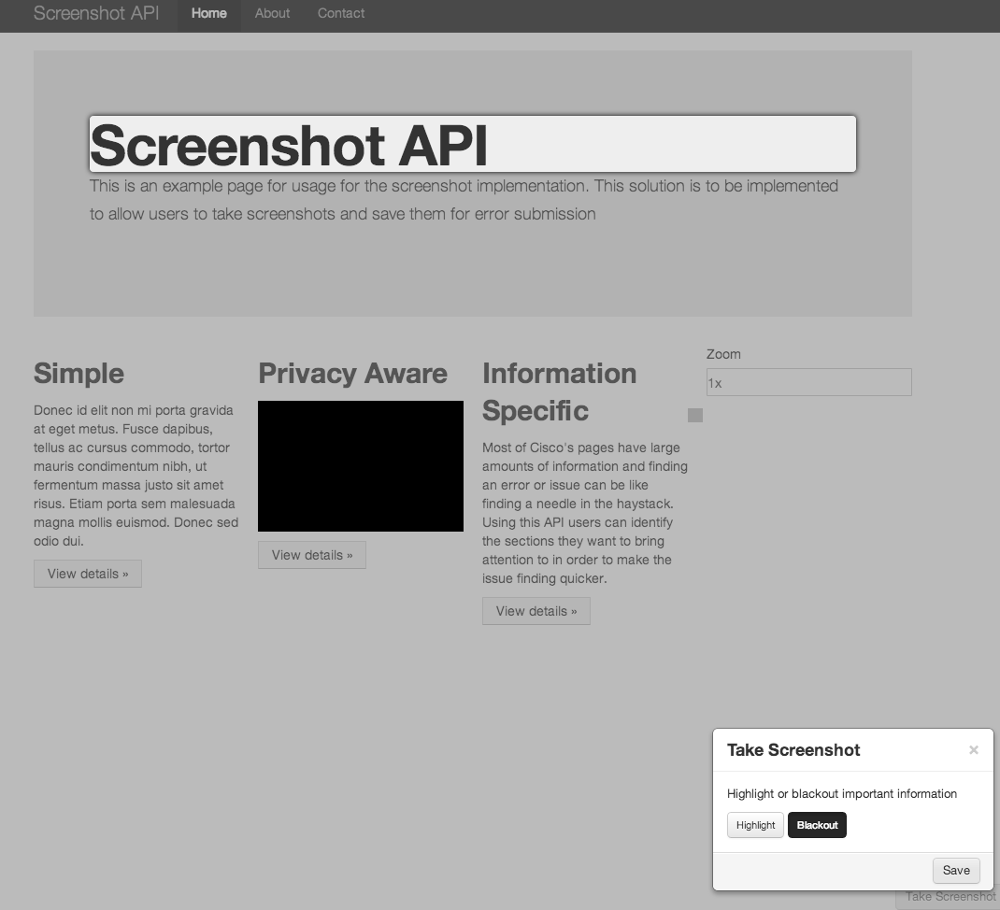 Screenshot API Home About Contact
Screenshot API
This is an example page for usage for the screenshot implementation. This solution is to be implemented
to allow users to take screenshots and save them for error submission
Simple
Donec id elit non mi porta gravida
at eget metus. Fusce dapibus,
tellus ac cursus commodo, tortor
mauris condimentum nibh, ut
fermentum massa justo sit amet
risus. Etiam porta sem malesuada
magna mollis euismod. Donec sed
odio dui.
View details »
Privacy Aware
View details »
Information
Specific
Most of Cisco's pages have large
amounts of information and finding
an error or issue can be like
finding a needle in the haystack.
Using this API users can identify
the sections they want to bring
attention to in order to make the
issue finding quicker.
View details »
Zoom
1x
Take Screenshot ×
Highlight or blackout important information
Highlight Blackout
Save
Take Screenshot